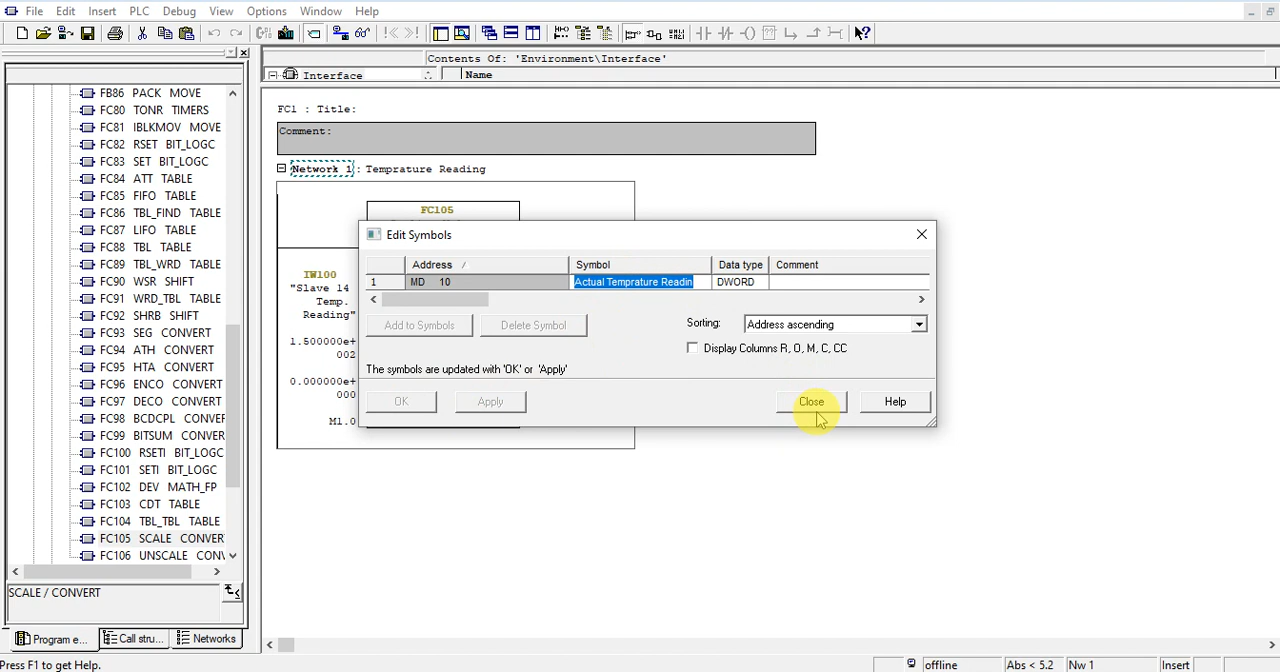 File Edit Insert PLC Debug View Options Window Help
Contents Of: 'Environment\Interface'
Interface Name
FB86 PACK MOVE
FC80 TONR TIMERS
FC81 IBLKMOV MOVE
FC82 RSET BIT_LOGC
FC83 SET BIT_LOGC
FC84 ATT TABLE
FC85 FIFO TABLE
FC86 TBL_FIND TABLE
FC87 LIFO TABLE
FC88 TBL TABLE
FC89 TBL_WRD TABLE
FC90 WSR SHIFT
FC91 WRD_TBL TABLE
FC92 SHRB SHIFT
FC93 SEG CONVERT
FC94 ATH CONVERT
FC95 HTA CONVERT
FC96 ENCO CONVERT
FC97 DECO CONVERT
FC98 BCDCPL CONVER
FC99 BITSUM CONVER
FC100 RSETI BIT_LOGC
FC101 SETI BIT_LOGC
FC102 DEV MATH_FP
FC103 CDT TABLE
FC104 TBL_TBL TABLE
FC105 SCALE CONVER
FC106 UNSCALE CONV
SCALE / CONVERT
Program e... Call stru... Networks
FC1 : Title:
Comment:
Network 1: Temprature Reading
FC105
IW100
"Slave 14
Temp.
Reading"
1.500000e+
002
0.000000e+
000
M1.0
Edit Symbols
Address / Symbol Data type Comment
1 MD 10 Actual Temprature Readin DWORD
Add to Symbols Delete Symbol Sorting: Address ascending
Display Columns R, O, M, C, CC
The symbols are updated with 'OK' or 'Apply'
OK Apply Close Help
Press F1 to get Help. offline Abs < 5.2 Nw 1 Insert